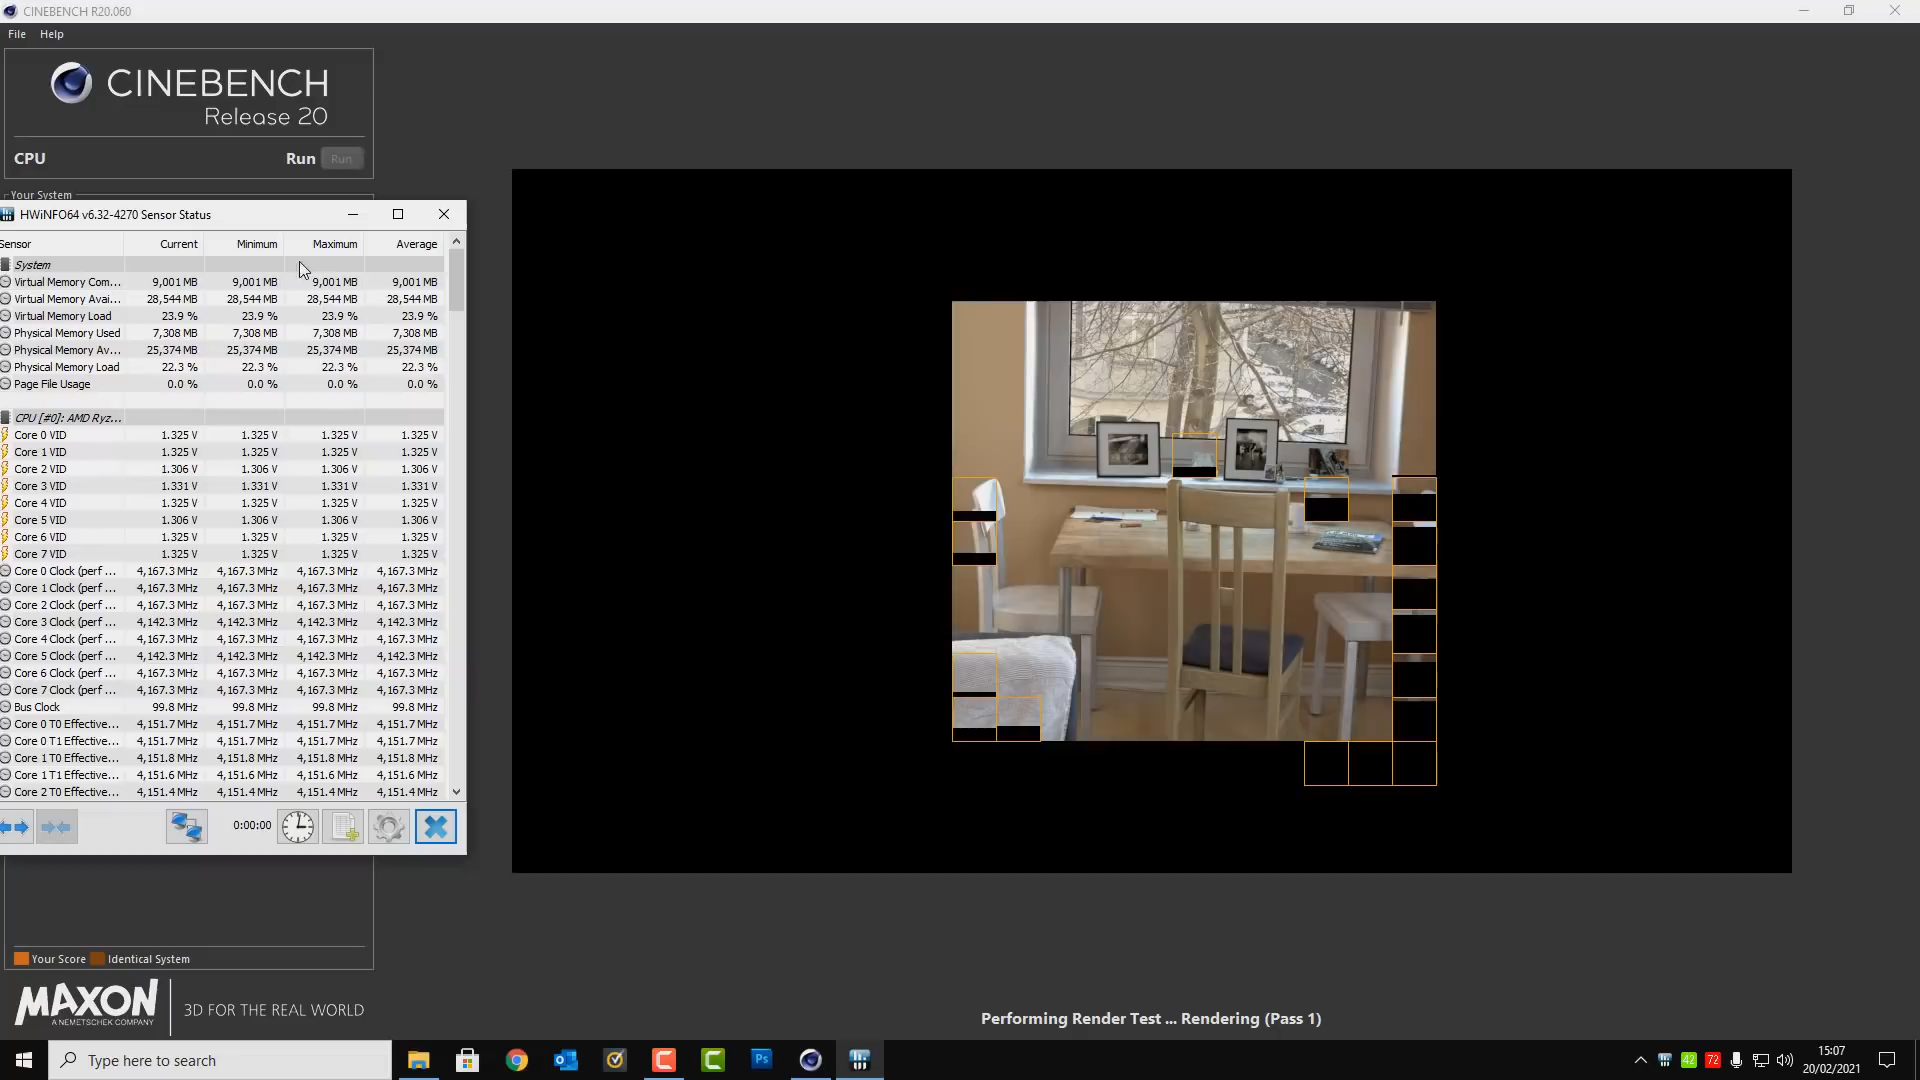 CINEBENCH R20.060
File Help
CINEBENCH
Release 20
CPU Run Run
Your System
HWiNFO64 v6.32-4270 Sensor Status
Sensor Current Minimum Maximum Average
System
Virtual Memory Com... 9,001 MB 9,001 MB 9,001 MB 9,001 MB
Virtual Memory Avai... 28,544 MB 28,544 MB 28,544 MB 28,544 MB
Virtual Memory Load 23.9 % 23.9 % 23.9 % 23.9 %
Physical Memory Used 7,308 MB 7,308 MB 7,308 MB 7,308 MB
Physical Memory Av... 25,374 MB 25,374 MB 25,374 MB 25,374 MB
Physical Memory Load 22.3 % 22.3 % 22.3 % 22.3 %
Page File Usage 0.0 % 0.0 % 0.0 % 0.0 %
CPU [#0]: AMD Ryz...
Core 0 VID 1.325 V 1.325 V 1.325 V 1.325 V
Core 1 VID 1.325 V 1.325 V 1.325 V 1.325 V
Core 2 VID 1.306 V 1.306 V 1.306 V 1.306 V
Core 3 VID 1.331 V 1.331 V 1.331 V 1.331 V
Core 4 VID 1.325 V 1.325 V 1.325 V 1.325 V
Core 5 VID 1.306 V 1.306 V 1.306 V 1.306 V
Core 6 VID 1.325 V 1.325 V 1.325 V 1.325 V
Core 7 VID 1.325 V 1.325 V 1.325 V 1.325 V
Core 0 Clock (perf ... 4,167.3 MHz 4,167.3 MHz 4,167.3 MHz 4,167.3 MHz
Core 1 Clock (perf ... 4,167.3 MHz 4,167.3 MHz 4,167.3 MHz 4,167.3 MHz
Core 2 Clock (perf ... 4,167.3 MHz 4,167.3 MHz 4,167.3 MHz 4,167.3 MHz
Core 3 Clock (perf ... 4,142.3 MHz 4,142.3 MHz 4,142.3 MHz 4,142.3 MHz
Core 4 Clock (perf ... 4,167.3 MHz 4,167.3 MHz 4,167.3 MHz 4,167.3 MHz
Core 5 Clock (perf ... 4,142.3 MHz 4,142.3 MHz 4,142.3 MHz 4,142.3 MHz
Core 6 Clock (perf ... 4,167.3 MHz 4,167.3 MHz 4,167.3 MHz 4,167.3 MHz
Core 7 Clock (perf ... 4,167.3 MHz 4,167.3 MHz 4,167.3 MHz 4,167.3 MHz
Bus Clock 99.8 MHz 99.8 MHz 99.8 MHz 99.8 MHz
Core 0 T0 Effective... 4,151.7 MHz 4,151.7 MHz 4,151.7 MHz 4,151.7 MHz
Core 0 T1 Effective... 4,151.7 MHz 4,151.7 MHz 4,151.7 MHz 4,151.7 MHz
Core 1 T0 Effective... 4,151.8 MHz 4,151.8 MHz 4,151.8 MHz 4,151.8 MHz
Core 1 T1 Effective... 4,151.6 MHz 4,151.6 MHz 4,151.6 MHz 4,151.6 MHz
Core 2 T0 Effective... 4,151.4 MHz 4,151.4 MHz 4,151.4 MHz 4,151.4 MHz
0:00:00
Your Score Identical System
MAXON
A NEMETSCHEK COMPANY
3D FOR THE REAL WORLD
Performing Render Test ... Rendering (Pass 1)
Type here to search
Ps
42 72
15:07
20/02/2021